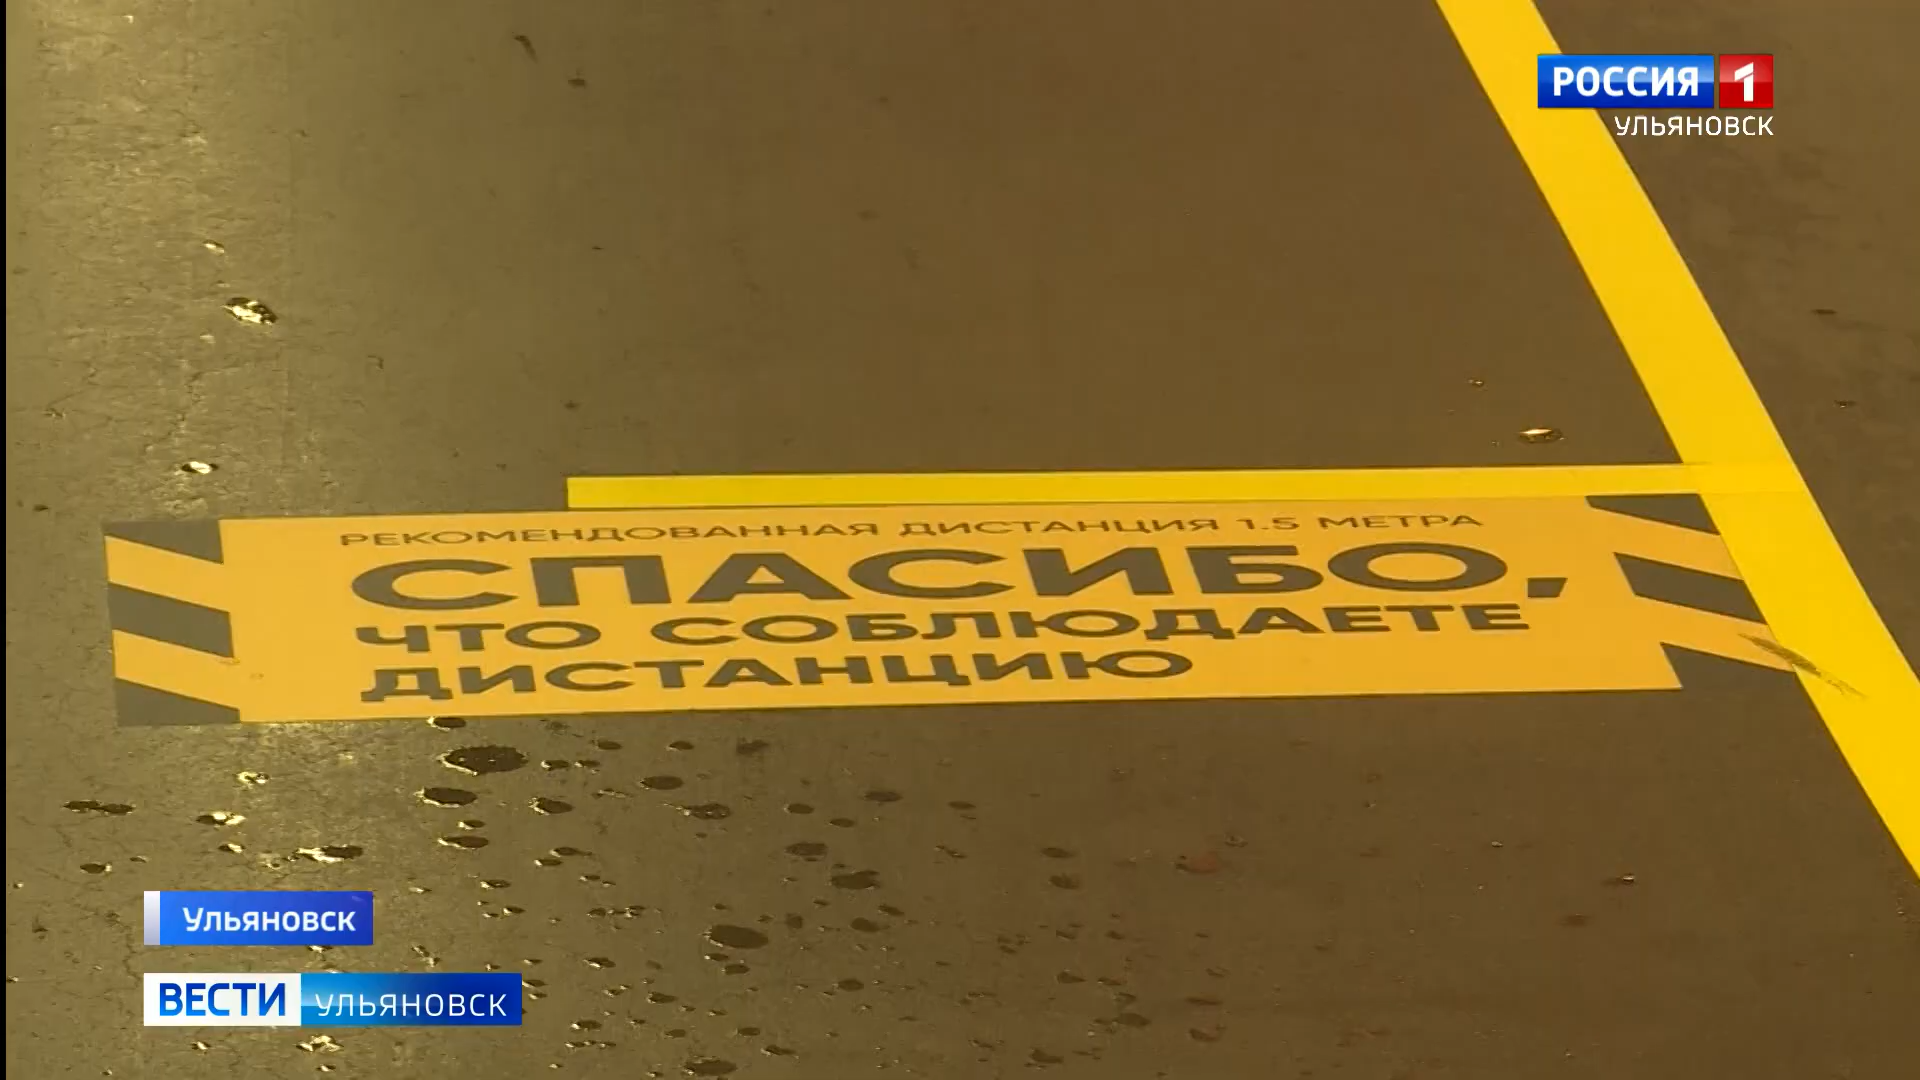 РОССИЯ 1
УЛЬЯНОВСК
РЕКОМЕНДОВАННАЯ ДИСТАНЦИЯ 1.5 МЕТРА
СПАСИБО,
ЧТО СОБЛЮДАЕТЕ
ДИСТАНЦИЮ
Ульяновск
ВЕСТИ УЛЬЯНОВСК